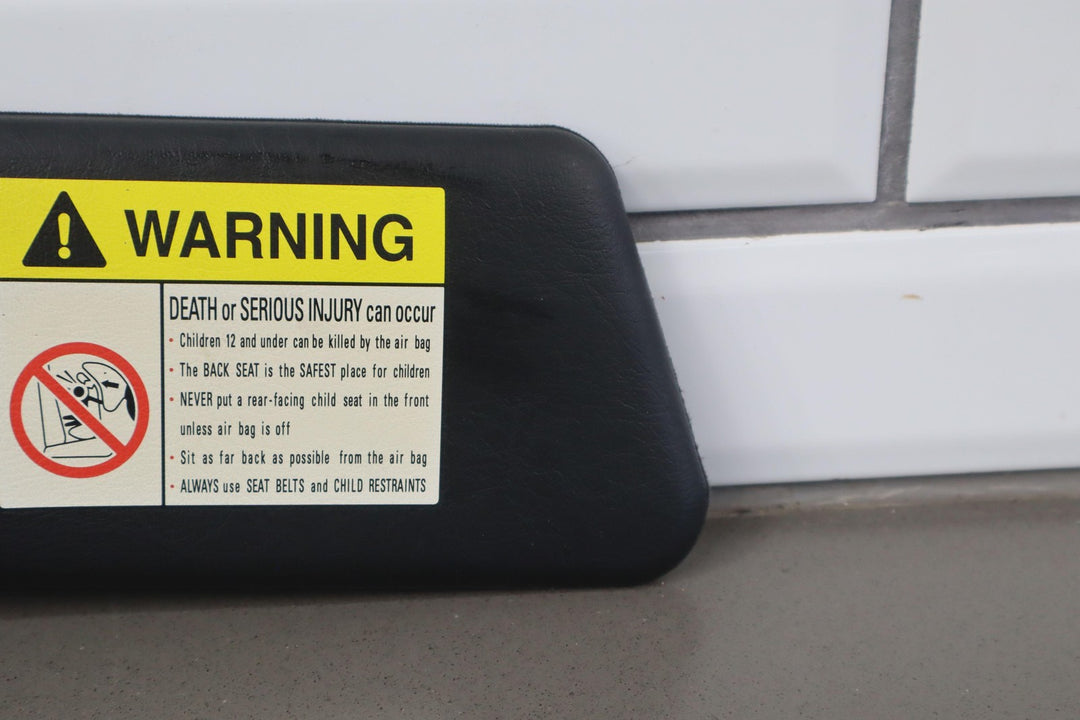 WARNING
DEATH or SERIOUS INJURY can occur
• Children 12 and under can be killed by the air bag
• The BACK SEAT is the SAFEST place for children
• NEVER put a rear-facing child seat in the front
unless air bag is off
• Sit as far back as possible from the air bag
• ALWAYS use SEAT BELTS and CHILD RESTRAINTS